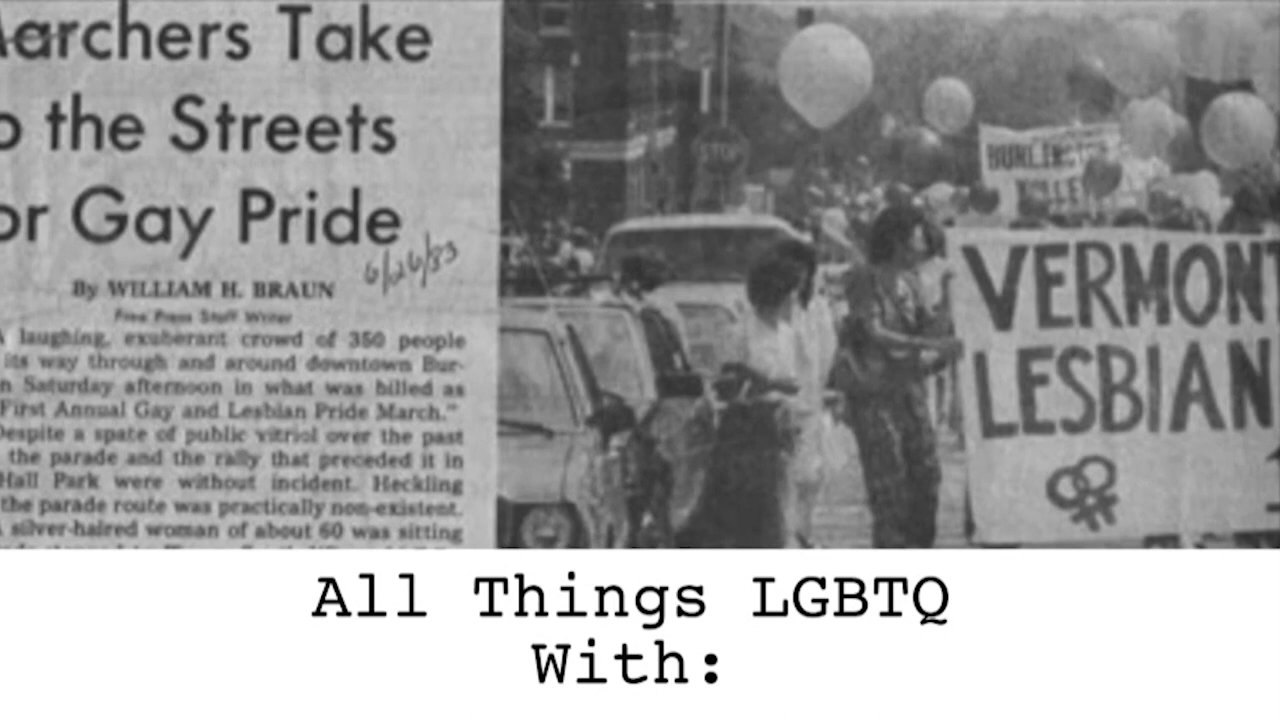 archers Take
o the Streets
or Gay Pride
6/26/83
By WILLIAM H. BRAUN
Free Press Staff Writer
A laughing, exuberant crowd of 350 people
its way through and around downtown Bur-
n Saturday afternoon in what was billed as
"First Annual Gay and Lesbian Pride March."
Despite a spate of public vitriol over the past
the parade and the rally that preceded it in
Hall Park were without incident. Heckling
the parade route was practically non-existent.
A silver-haired woman of about 60 was sitting
STOP
BURLINGTON
VERMONT
LESBIAN
All Things LGBTQ
With: